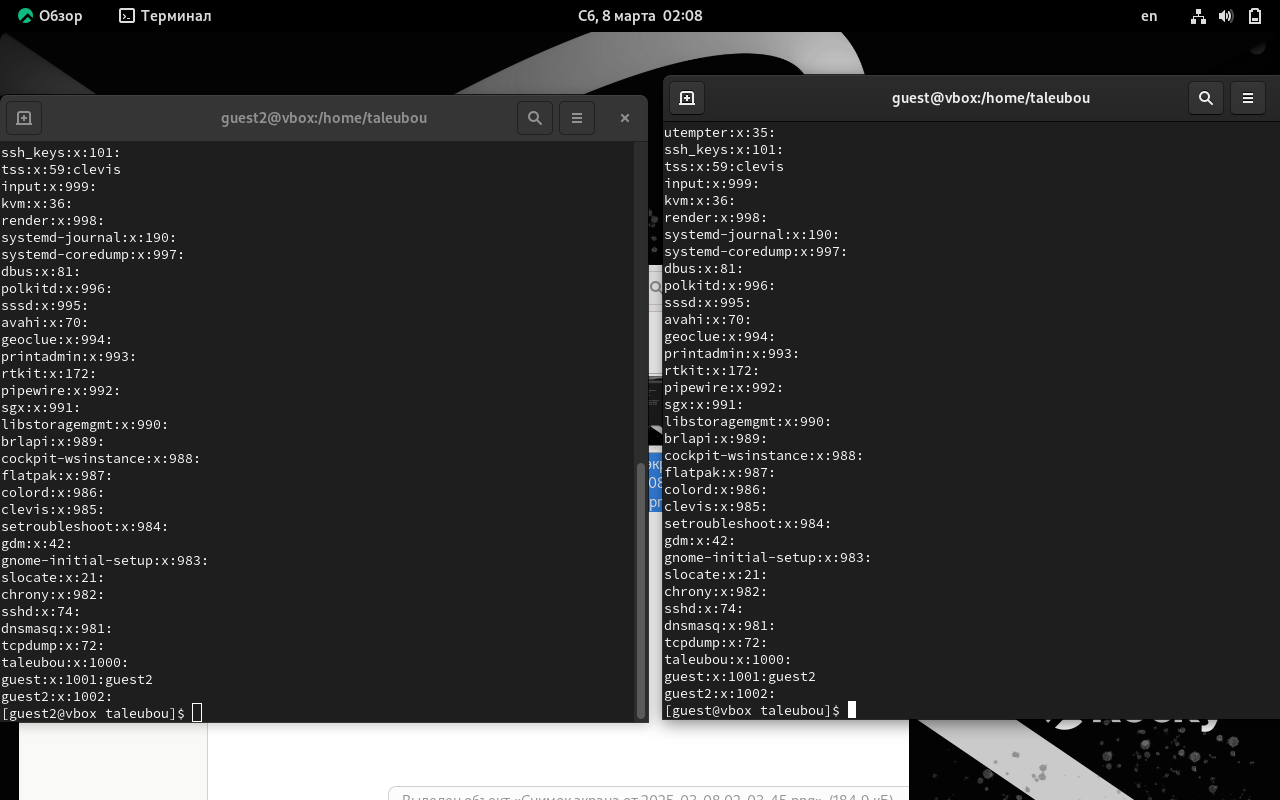 Обзор
Терминал
Сб, 8 марта 02:08
en
guest2@vbox:/home/taleubou
ssh_keys:x:101:
tss:x:59:clevis
input:x:999:
kvm:x:36:
render:x:998:
systemd-journal:x:190:
systemd-coredump:x:997:
dbus:x:81:
polkitd:x:996:
sssd:x:995:
avahi:x:70:
geoclue:x:994:
printadmin:x:993:
rtkit:x:172:
pipewire:x:992:
sgx:x:991:
libstoragemgmt:x:990:
brlapi:x:989:
cockpit-wsinstance:x:988:
flatpak:x:987:
colord:x:986:
clevis:x:985:
setroubleshoot:x:984:
gdm:x:42:
gnome-initial-setup:x:983:
slocate:x:21:
chrony:x:982:
sshd:x:74:
dnsmasq:x:981:
tcpdump:x:72:
taleubou:x:1000:
guest:x:1001:guest2
guest2:x:1002:
[guest2@vbox taleubou]$
guest@vbox:/home/taleubou
utempter:x:35:
ssh_keys:x:101:
tss:x:59:clevis
input:x:999:
kvm:x:36:
render:x:998:
systemd-journal:x:190:
systemd-coredump:x:997:
dbus:x:81:
polkitd:x:996:
sssd:x:995:
avahi:x:70:
geoclue:x:994:
printadmin:x:993:
rtkit:x:172:
pipewire:x:992:
sgx:x:991:
libstoragemgmt:x:990:
brlapi:x:989:
cockpit-wsinstance:x:988:
flatpak:x:987:
colord:x:986:
clevis:x:985:
setroubleshoot:x:984:
gdm:x:42:
gnome-initial-setup:x:983:
slocate:x:21:
chrony:x:982:
sshd:x:74:
dnsmasq:x:981:
tcpdump:x:72:
taleubou:x:1000:
guest:x:1001:guest2
guest2:x:1002:
[guest@vbox taleubou]$
Rocky
Выделен объект «Снимок экрана от 2025-03-08 02-03-45.png» (184,9 кБ)